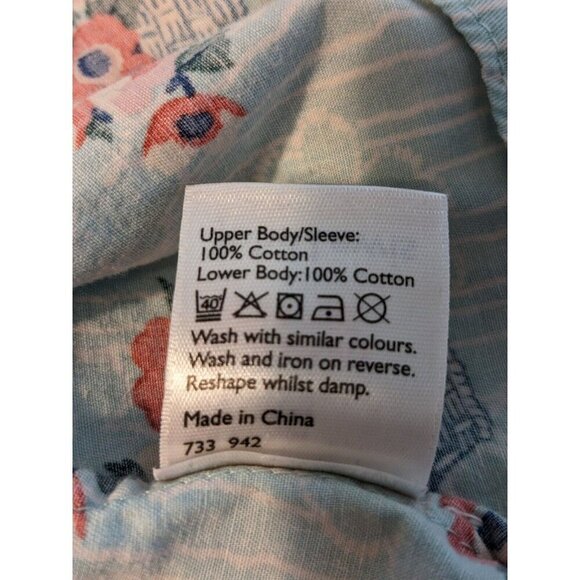 Upper Body/Sleeve:
100% Cotton
Lower Body:100% Cotton
40
Wash with similar colours.
Wash and iron on reverse.
Reshape whilst damp.
Made in China
733 942